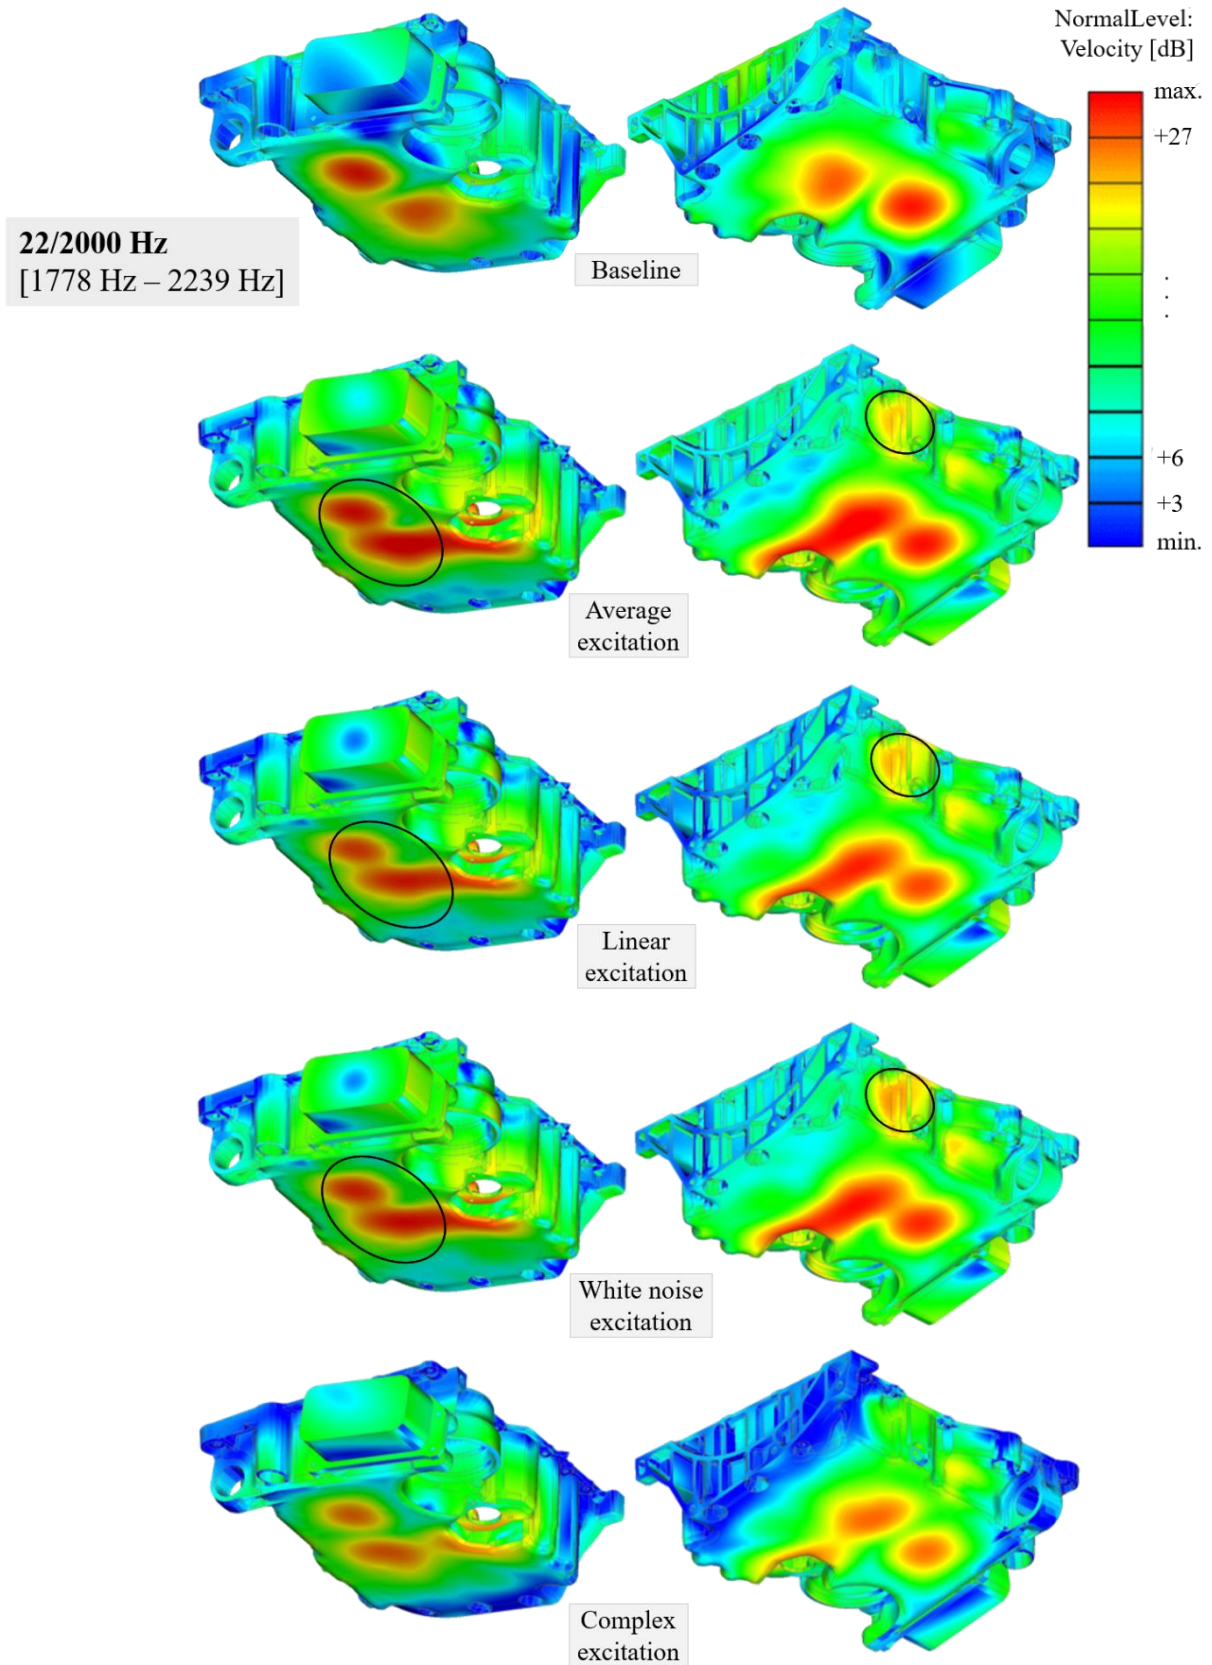 NormalLevel:
Velocity [dB]
max.
+27
22/2000 Hz
[1778 Hz – 2239 Hz]
Baseline
.
.
.
+6
+3
min.
Average
excitation
Linear
excitation
White noise
excitation
Complex
excitation